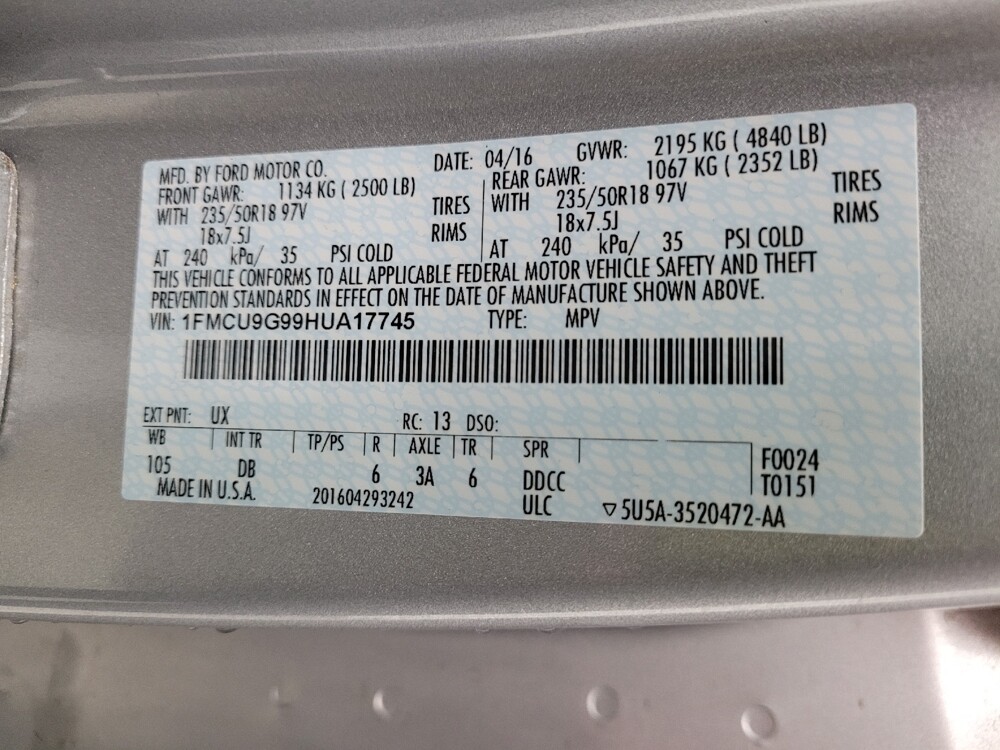 MFD. BY FORD MOTOR CO. DATE: 04/16 GVWR: 2195 KG ( 4840 LB)
FRONT GAWR: 1134 KG ( 2500 LB) REAR GAWR: 1067 KG ( 2352 LB)
WITH 235/50R18 97V TIRES WITH 235/50R18 97V TIRES
18x7.5J RIMS 18x7.5J RIMS
AT 240 kPa/ 35 PSI COLD AT 240 kPa/ 35 PSI COLD
THIS VEHICLE CONFORMS TO ALL APPLICABLE FEDERAL MOTOR VEHICLE SAFETY AND THEFT
PREVENTION STANDARDS IN EFFECT ON THE DATE OF MANUFACTURE SHOWN ABOVE.
VIN: 1FMCU9G99HUA17745 TYPE: MPV
EXT PNT: UX RC: 13 DSO:
WB INT TR TP/PS R AXLE TR SPR
105 DB 6 3A 6 DDCC F0024
ULC T0151
MADE IN U.S.A. 201604293242 ▽5U5A-3520472-AA